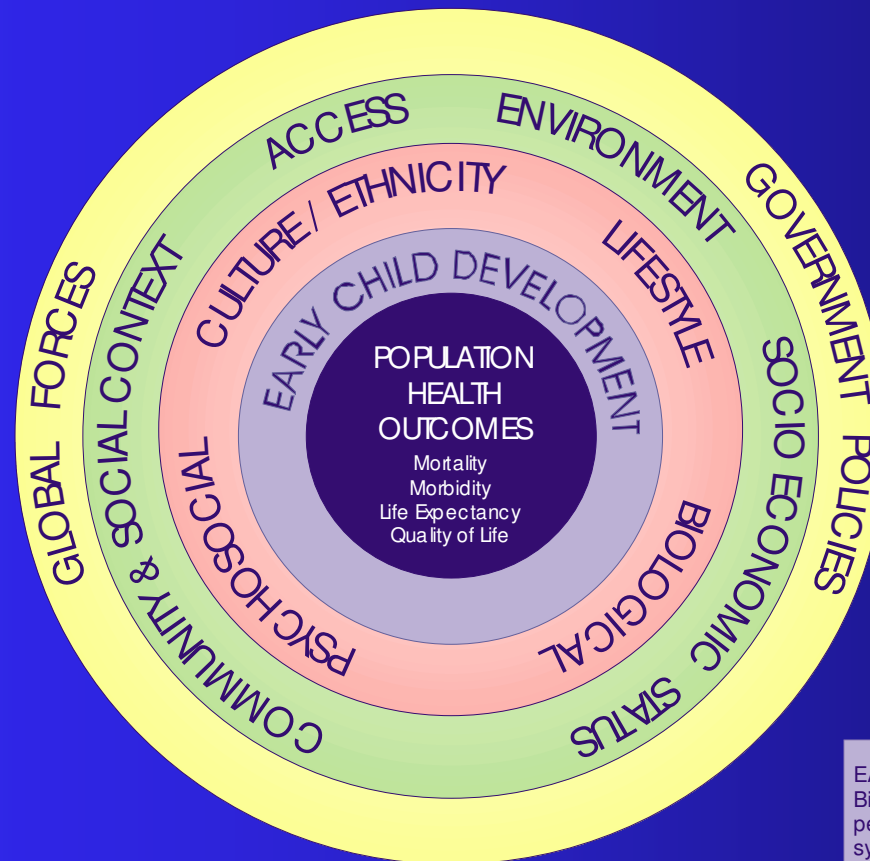 GLOBAL FORCES
GOVERNMENT POLICIES
ACCESS
ENVIRONMENT
COMMUNITY & SOCIAL CONTEXT
SOCIO ECONOMIC STATUS
CULTURE / ETHNICITY
LIFESTYLE
PSYCHOSOCIAL
BIOLOGICAL
EARLY CHILD DEVELOPMENT
POPULATION
HEALTH
OUTCOMES
Mortality
Morbidity
Life Expectancy
Quality of Life